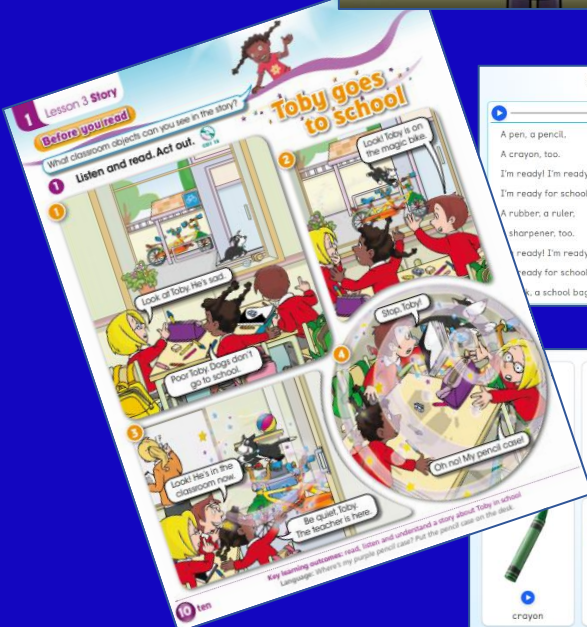 1
Lesson 3 Story
Before you read
What classroom objects can you see in the story?
Toby goes
to school
1 Listen and read. Act out.
1
Look at Toby. He's sad.
Poor Toby. Dogs don't
go to school.
2
Look! Toby is on
the magic bike.
3
Look! He's in the
classroom now.
Be quiet, Toby.
The teacher is here.
4
Stop, Toby!
Oh no! My pencil case!
Key learning outcomes: read, listen and understand a story about Toby in school
Language: Where's my purple pencil case? Put the pencil case on the desk.
10 ten
A pen, a pencil,
A crayon, too.
I'm ready! I'm ready
I'm ready for school
A rubber, a ruler,
sharpener, too.
ready! I'm ready
ready for school
a school bag
crayon